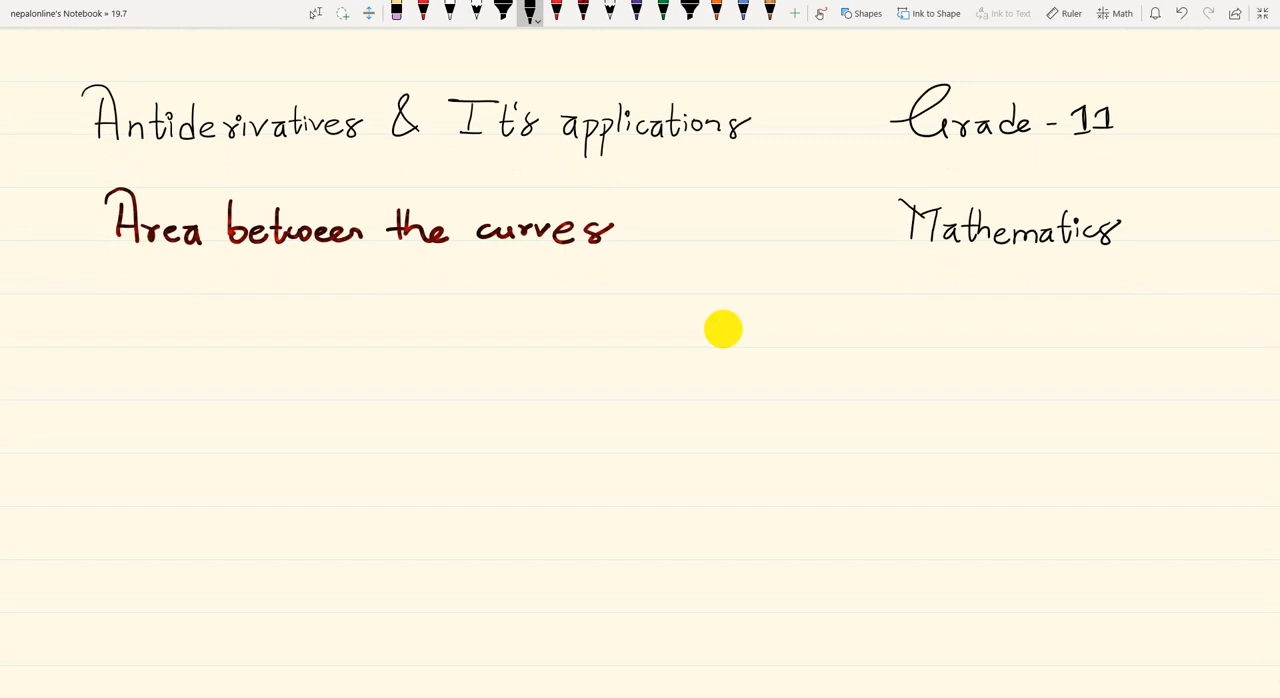 nepalonline's Notebook » 19.7
Shapes Ink to Shape Ink to Text Ruler Math
Antiderivatives & It's applications Grade - 11
Area between the curves Mathematics